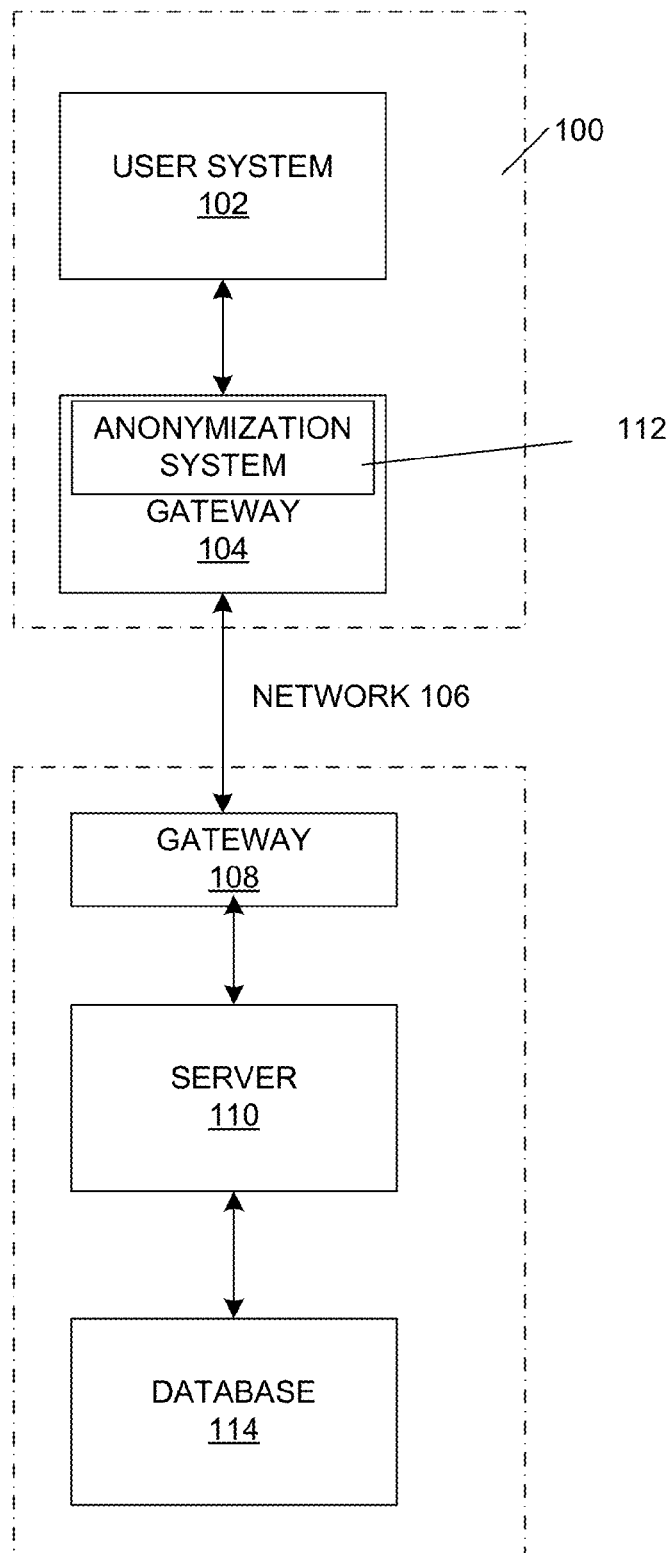 100
USER SYSTEM
102
ANONYMIZATION
SYSTEM
112
GATEWAY
104
NETWORK 106
GATEWAY
108
SERVER
110
DATABASE
114